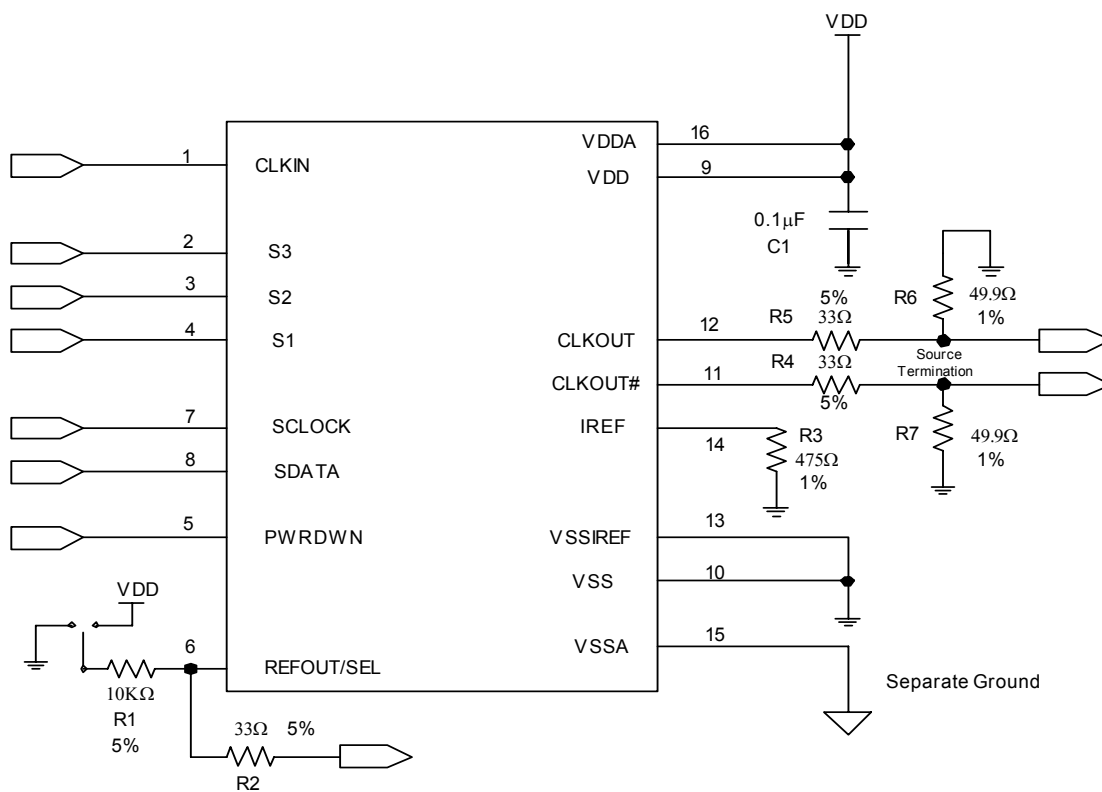 VDD
VDDA
16
1
CLKIN
VDD
9
0.1μF
C1
2
S3
3
S2
4
S1
5%
33Ω
R5
R6
49.9Ω
1%
12
CLKOUT
Source
Termination
R4
33Ω
5%
11
CLKOUT#
7
SCLOCK
IREF
14
R3
475Ω
1%
R7
49.9Ω
1%
8
SDATA
5
PWRDWN
13
VSSIREF
10
VSS
VDD
6
REFOUT/SEL
15
VSSA
Separate Ground
10KΩ
R1
5%
33Ω 5%
R2